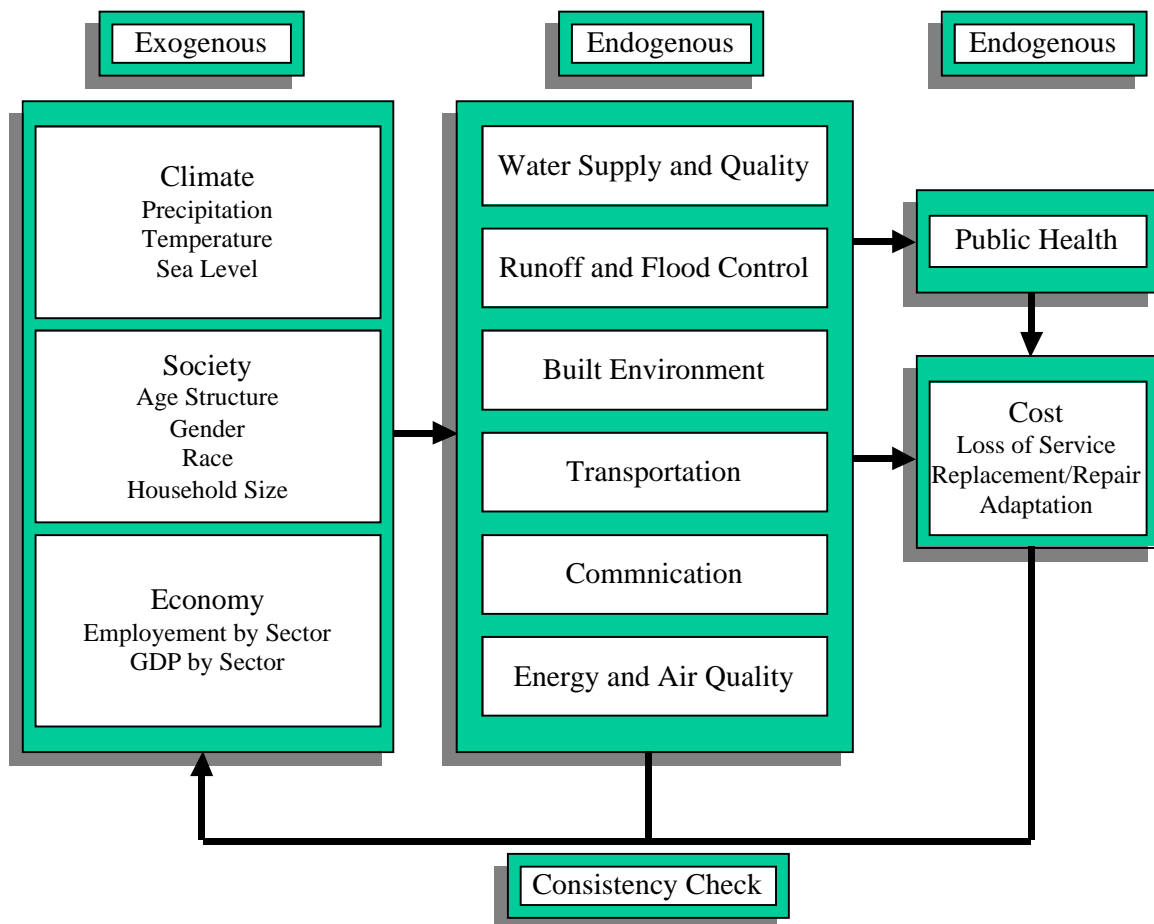 Exogenous
Endogenous
Endogenous
Climate
Precipitation
Temperature
Sea Level
Society
Age Structure
Gender
Race
Household Size
Economy
Employement by Sector
GDP by Sector
Water Supply and Quality
Runoff and Flood Control
Built Environment
Transportation
Commnication
Energy and Air Quality
Public Health
Cost
Loss of Service
Replacement/Repair
Adaptation
Consistency Check